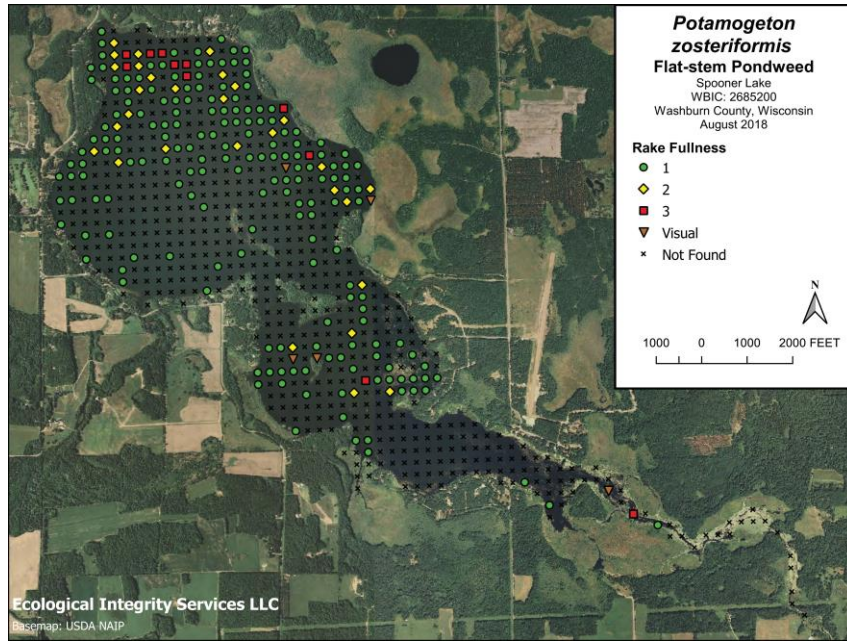 Potamogeton
zosteriformis
Flat-stem Pondweed
Spooner Lake
WBIC: 2685200
Washburn County, Wisconsin
August 2018
Rake Fullness
1
2
3
Visual
Not Found
N
1000 0 1000 2000 FEET
Ecological Integrity Services LLC
Basemap: USDA NAIP